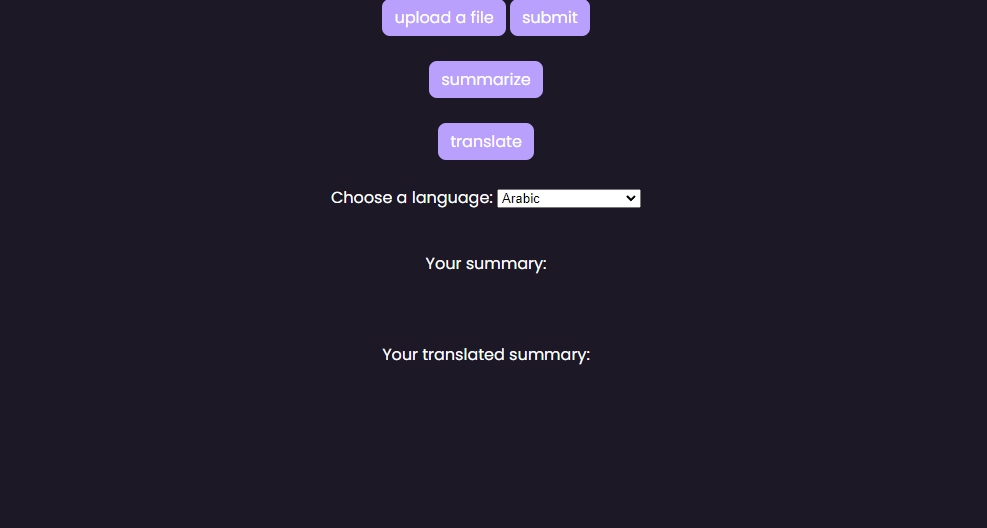 upload a file submit
summarize
translate
Choose a language: Arabic
Your summary:
Your translated summary: